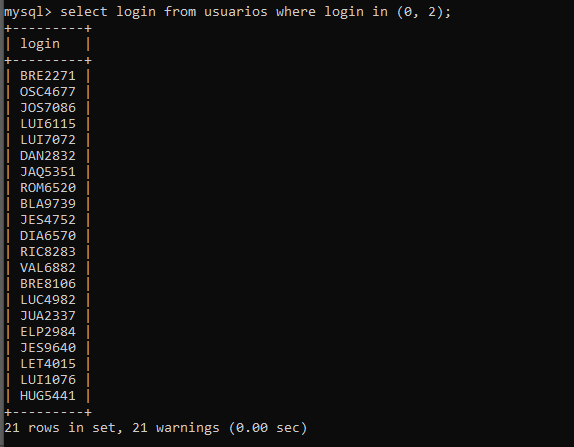 mysql> select login from usuarios where login in (0, 2);
+---------+
| login   |
+---------+
| BRE2271 |
| OSC4677 |
| JOS7086 |
| LUI6115 |
| LUI7072 |
| DAN2832 |
| JAQ5351 |
| ROM6520 |
| BLA9739 |
| JES4752 |
| DIA6570 |
| RIC8283 |
| VAL6882 |
| BRE8106 |
| LUC4982 |
| JUA2337 |
| ELP2984 |
| JES9640 |
| LET4015 |
| LUI1076 |
| HUG5441 |
+---------+
21 rows in set, 21 warnings (0.00 sec)